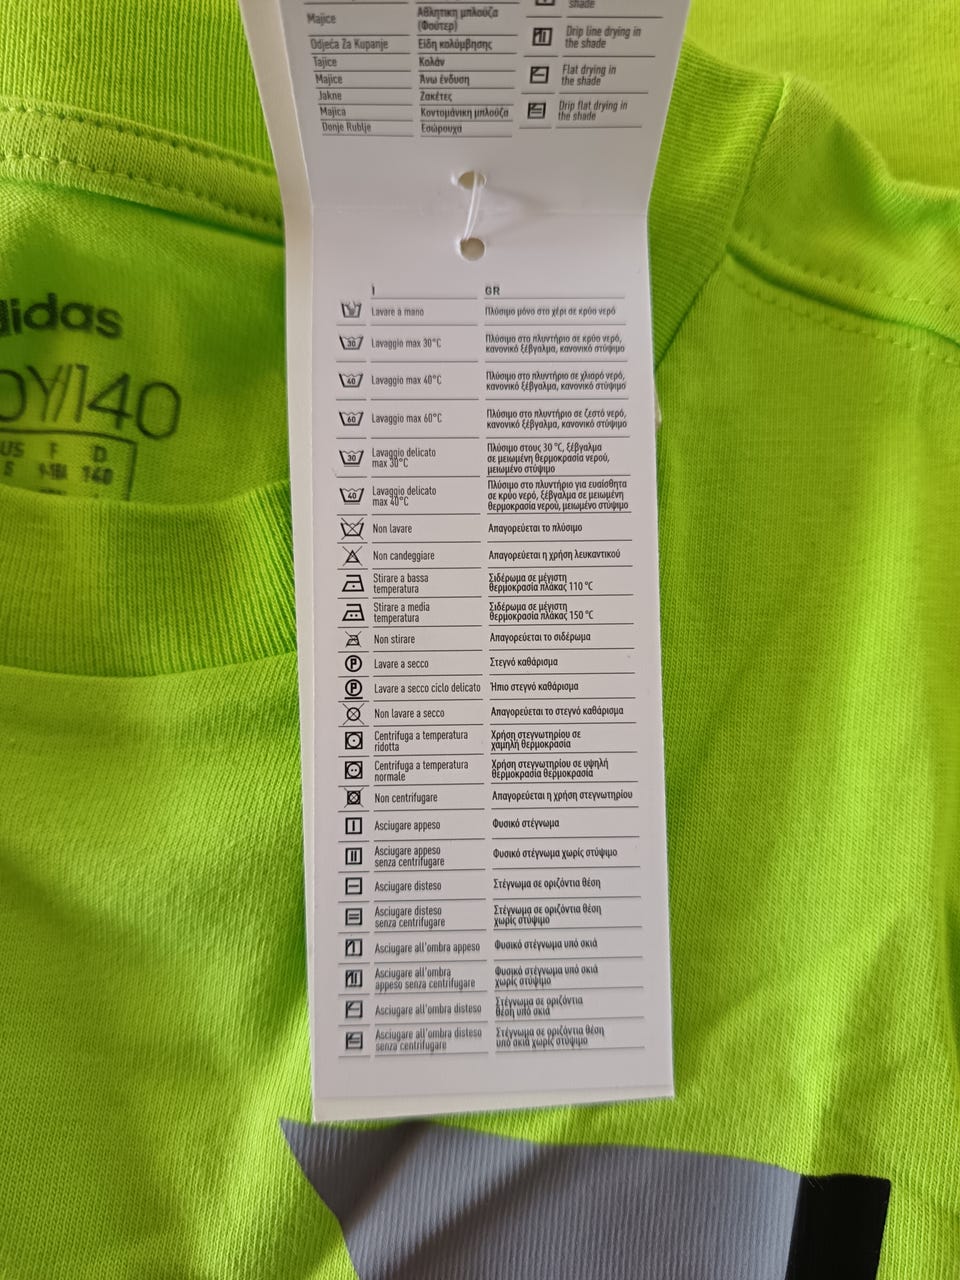 shade
Majice
Αθλητικη μπλούζα
(Φούτερ)
Drip line drying in
the shade
Odjeća Za Kupanje
Είδη κολύμβησης
Tajice
Κολάν
Flat drying in
the shade
Majice
Άνω ένδυση
Jakne
Ζακέτες
Majica
Κοντομάνικη μπλούζα
Drip flat drying in
the shade
Donje Rublje
Εσώρουχα
I
GR
Lavare a mano
Πλύσιμο μόνο στο χέρι σε κρύο νερό
30
Lavaggio max 30°C
Πλύσιμο στο πλυντήριο σε κρύο νερό,
κανονικό ξέβγαλμα, κανονικό στύψιμο
40
Lavaggio max 40°C
Πλύσιμο στο πλυντήριο σε χλιαρό νερό,
κανονικό ξέβγαλμα, κανονικό στύψιμο
60
Lavaggio max 60°C
Πλύσιμο στο πλυντήριο σε ζεστό νερό,
κανονικό ξέβγαλμα, κανονικό στύψιμο
30
Lavaggio delicato
max 30°C
Πλύσιμο στους 30 °C, ξέβγαλμα
σε μειωμένη θερμοκρασία νερού,
μειωμένο στύψιμο
40
Lavaggio delicato
max 40°C
Πλύσιμο στο πλυντήριο για ευαίσθητα
σε κρύο νερό, ξέβγαλμα σε μειωμένη
θερμοκρασία νερού, μειωμένο στύψιμο
Non lavare
Απαγορεύεται το πλύσιμο
Non candeggiare
Απαγορεύεται η χρήση λευκαντικού
Stirare a bassa
temperatura
Σιδέρωμα σε μέγιστη
θερμοκρασία πλάκας 110 °C
Stirare a media
temperatura
Σιδέρωμα σε μέγιστη
θερμοκρασία πλάκας 150 °C
Non stirare
Απαγορεύεται το σιδέρωμα
P
Lavare a secco
Στεγνό καθάρισμα
P
Lavare a secco ciclo delicato
Ήπιο στεγνό καθάρισμα
Non lavare a secco
Απαγορεύεται το στεγνό καθάρισμα
Centrifuga a temperatura
ridotta
Χρήση στεγνωτηρίου σε
χαμηλή θερμοκρασία
Centrifuga a temperatura
normale
Χρήση στεγνωτηρίου σε υψηλή
θερμοκρασία θερμοκρασία
Non centrifugare
Απαγορεύεται η χρήση στεγνωτηρίου
Asciugare appeso
Φυσικό στέγνωμα
Asciugare appeso
senza centrifugare
Φυσικό στέγνωμα χωρίς στύψιμο
Asciugare disteso
Στέγνωμα σε οριζόντια θέση
Asciugare disteso
senza centrifugare
Στέγνωμα σε οριζόντια θέση
χωρίς στύψιμο
Asciugare all'ombra appeso
Φυσικό στέγνωμα υπό σκιά
Asciugare all'ombra
appeso senza centrifugare
Φυσικό στέγνωμα υπό σκιά
χωρίς στύψιμο
Asciugare all'ombra disteso
Στέγνωμα σε οριζόντια
θέση υπό σκιά
Asciugare all'ombra disteso
senza centrifugare
Στέγνωμα σε οριζόντια θέση
υπό σκιά χωρίς στύψιμο
didas
0Y/140
US F D
140